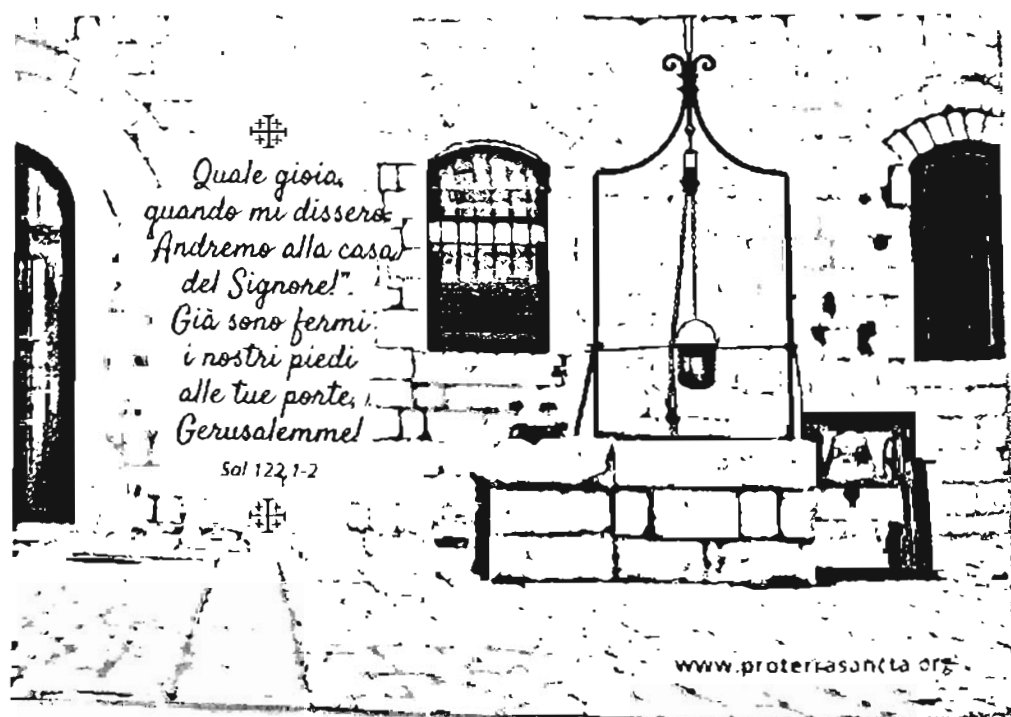 Quale gioia,
quando mi dissero:
Andremo alla casa
del Signore!".
Già sono fermi
i nostri piedi
alle tue porte,
Gerusalemme!
Sal 122,1-2
www.proterrasancta.org